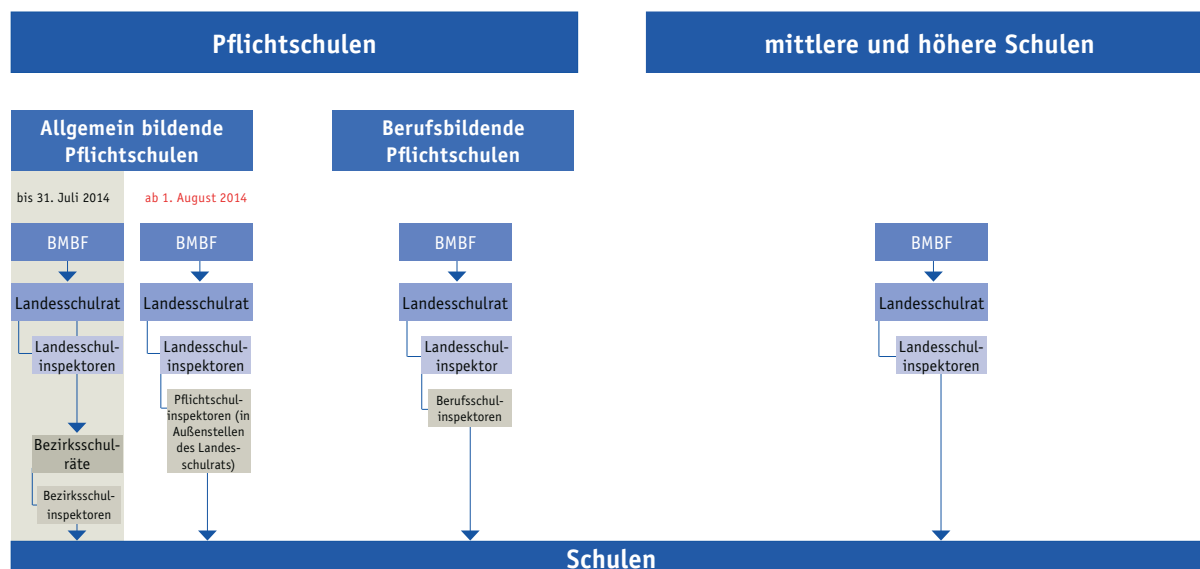 Pflichtschulen
mittlere und höhere Schulen
Allgemein bildende
Pflichtschulen
Berufsbildende
Pflichtschulen
bis 31. Juli 2014
ab 1. August 2014
BMBF
BMBF
BMBF
BMBF
Landesschulrat
Landesschulrat
Landesschulrat
Landesschulrat
Landesschul-
inspektoren
Landesschul-
inspektoren
Landesschul-
inspektor
Landesschul-
inspektoren
Pflichtschul-
inspektoren (in
Außenstellen
des Landes-
schulrats)
Berufsschul-
inspektoren
Bezirksschul-
räte
Bezirksschul-
inspektoren
Schulen